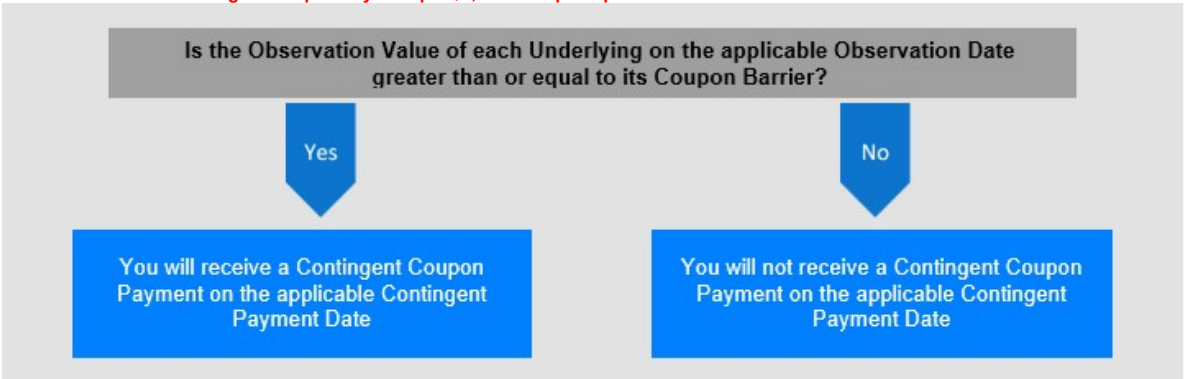 Is the Observation Value of each Underlying on the applicable Observation Date
greater than or equal to its Coupon Barrier?
Yes
No
You will receive a Contingent Coupon
Payment on the applicable Contingent
Payment Date
You will not receive a Contingent Coupon
Payment on the applicable Contingent
Payment Date